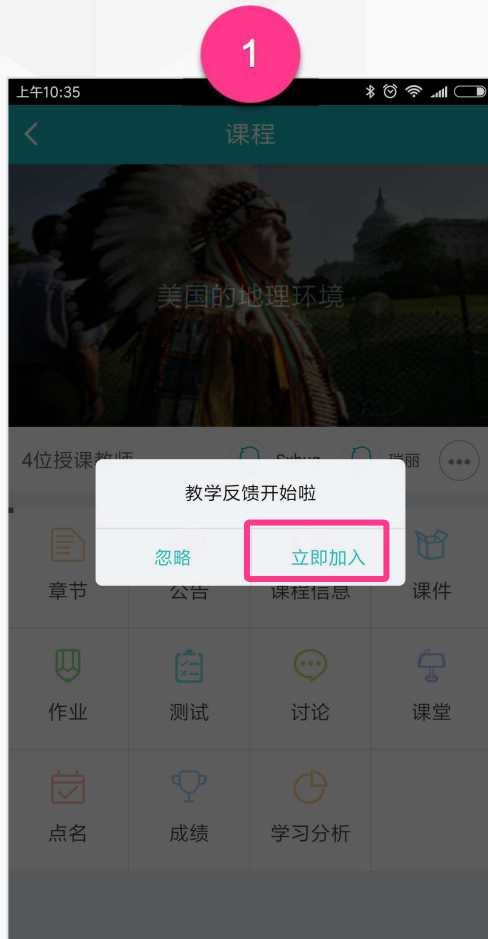 1
上午10:35
课程
美国的地理环境
4位授课教师
瑞丽
教学反馈开始啦
忽略 立即加入
章节 公告 课程信息 课件
作业 测试 讨论 课堂
点名 成绩 学习分析